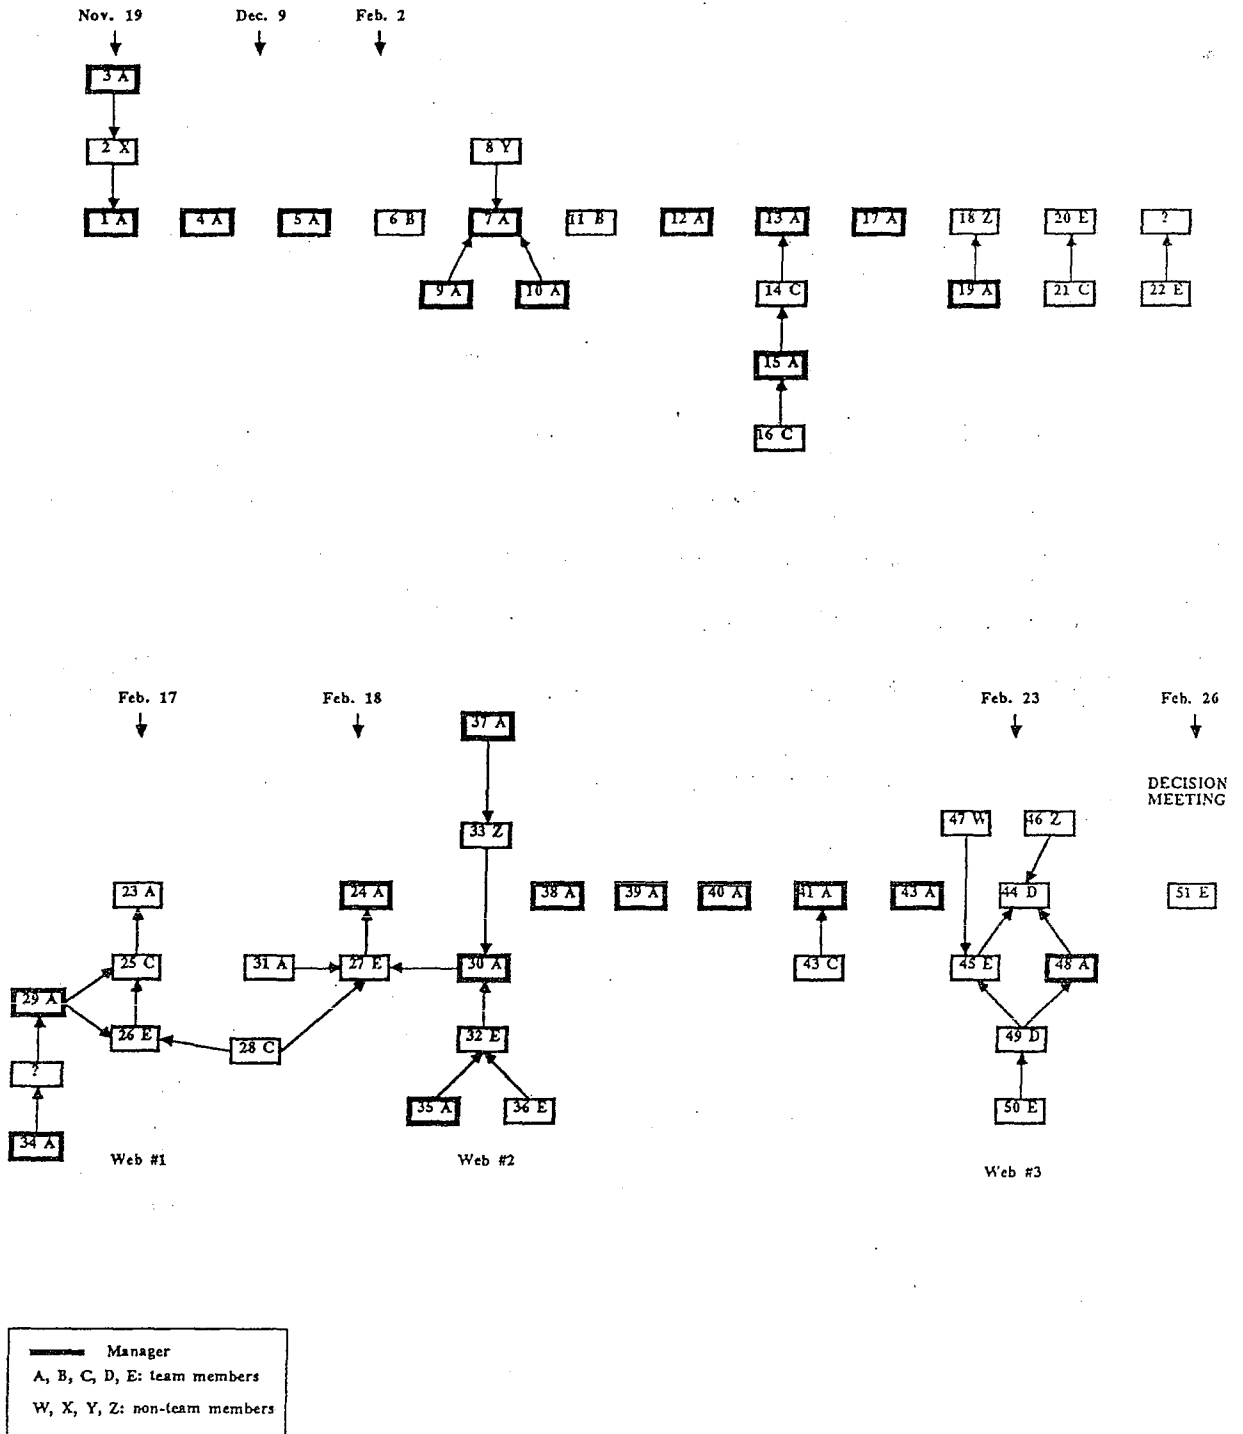 Nov. 19 Dec. 9 Feb. 2
3 A
2 X 8 Y
1 A 4 A 5 A 6 B 7 A 11 B 12 A 13 A 17 A 18 Z 20 E ?
9 A 10 A 14 C 19 A 21 C 22 E
15 A
16 C
Feb. 17 Feb. 18 Feb. 23 Feb. 26
37 A
DECISION
MEETING
33 Z 47 W 46 Z
23 A 24 A 38 A 39 A 40 A 41 A 43 A 44 D 51 E
25 C 31 A 27 E 30 A 43 C 45 E 48 A
29 A
26 E 28 C 32 E 49 D
?
35 A 36 E 50 E
34 A
Web #1 Web #2 Web #3
Manager
A, B, C, D, E: team members
W, X, Y, Z: non-team members